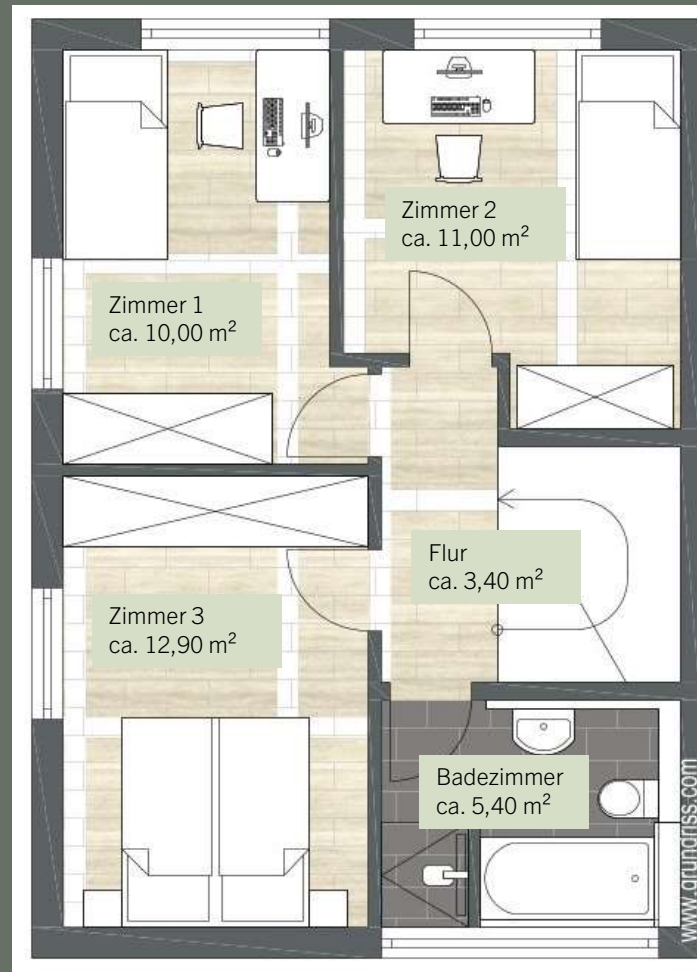 Zimmer 2
ca. 11,00 m²
Zimmer 1
ca. 10,00 m²
Flur
ca. 3,40 m²
Zimmer 3
ca. 12,90 m²
Badezimmer
ca. 5,40 m²
www.grundriss.com